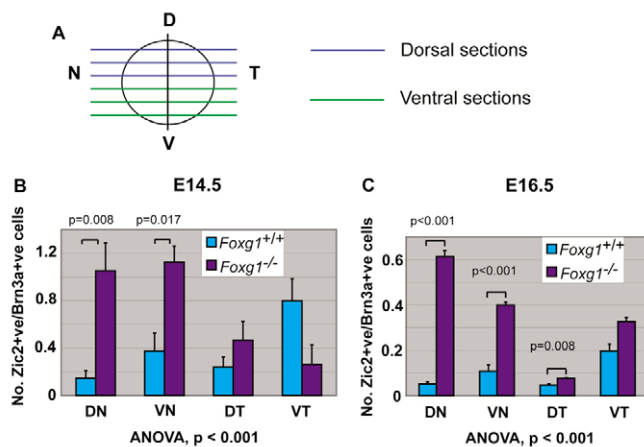 A
D
N
T
V
Dorsal sections
Ventral sections
B
E14.5
No. Zic2+ve/Brn3a+ve cells
p=0.008
p=0.017
Foxg1+/+
Foxg1-/-
1.2
0.8
0.4
0
DN
VN
DT
VT
ANOVA, p < 0.001
C
E16.5
No. Zic2+ve/Brn3a+ve cells
p<0.001
p<0.001
p=0.008
Foxg1+/+
Foxg1-/-
0.6
0.4
0.2
0
DN
VN
DT
VT
ANOVA, p < 0.001